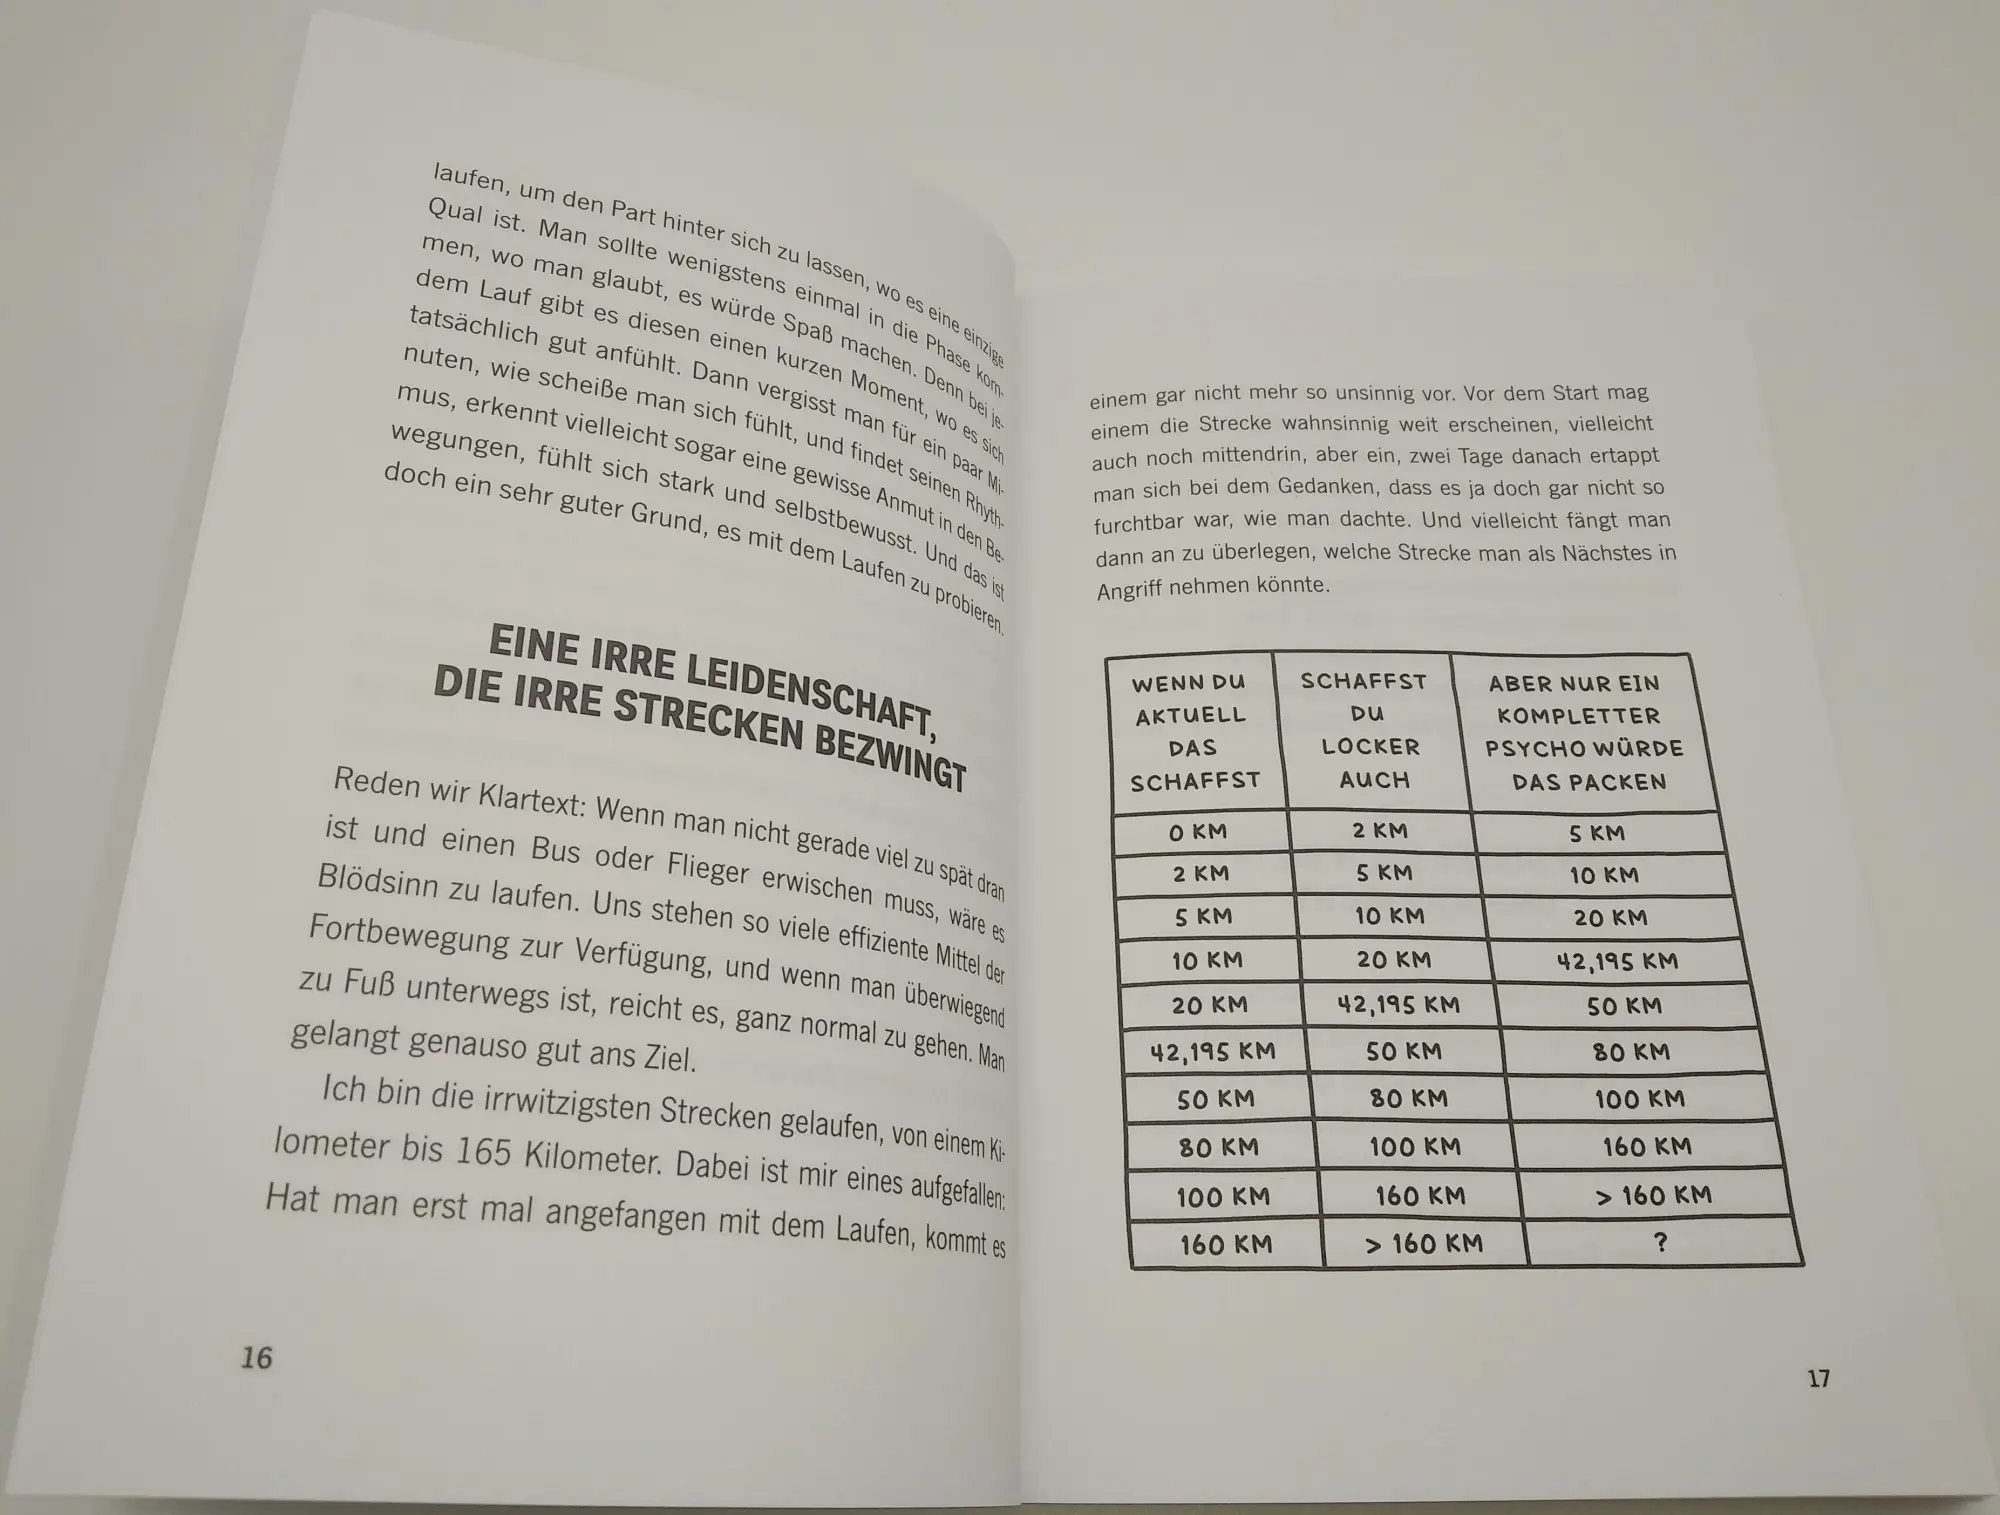 laufen, um den Part hinter sich zu lassen, wo es eine einzige
Qual ist. Man sollte wenigstens einmal in die Phase kom-
men, wo man glaubt, es würde Spaß machen. Denn bei je-
dem Lauf gibt es diesen einen kurzen Moment, wo es sich
tatsächlich gut anfühlt. Dann vergisst man für ein paar Mi-
nuten, wie scheiße man sich fühlt, und findet seinen Rhyth-
mus, erkennt vielleicht sogar eine gewisse Anmut in den Be-
wegungen, fühlt sich stark und selbstbewusst. Und das ist
doch ein sehr guter Grund, es mit dem Laufen zu probieren.
EINE IRRE LEIDENSCHAFT,
DIE IRRE STRECKEN BEZWINGT
Reden wir Klartext: Wenn man nicht gerade viel zu spät dran
ist und einen Bus oder Flieger erwischen muss, wäre es
Blödsinn zu laufen. Uns stehen so viele effiziente Mittel der
Fortbewegung zur Verfügung, und wenn man überwiegend
zu Fuß unterwegs ist, reicht es, ganz normal zu gehen. Man
gelangt genauso gut ans Ziel.
Ich bin die irrwitzigsten Strecken gelaufen, von einem Ki-
lometer bis 165 Kilometer. Dabei ist mir eines aufgefallen:
Hat man erst mal angefangen mit dem Laufen, kommt es
16
einem gar nicht mehr so unsinnig vor. Vor dem Start mag
einem die Strecke wahnsinnig weit erscheinen, vielleicht
auch noch mittendrin, aber ein, zwei Tage danach ertappt
man sich bei dem Gedanken, dass es ja doch gar nicht so
furchtbar war, wie man dachte. Und vielleicht fängt man
dann an zu überlegen, welche Strecke man als Nächstes in
Angriff nehmen könnte.
WENN DU
AKTUELL
DAS
SCHAFFST
SCHAFFST
DU
LOCKER
AUCH
ABER NUR EIN
KOMPLETTER
PSYCHO WÜRDE
DAS PACKEN
0 KM 2 KM 5 KM
2 KM 5 KM 10 KM
5 KM 10 KM 20 KM
10 KM 20 KM 42,195 KM
20 KM 42,195 KM 50 KM
42,195 KM 50 KM 80 KM
50 KM 80 KM 100 KM
80 KM 100 KM 160 KM
100 KM 160 KM > 160 KM
160 KM > 160 KM ?
17